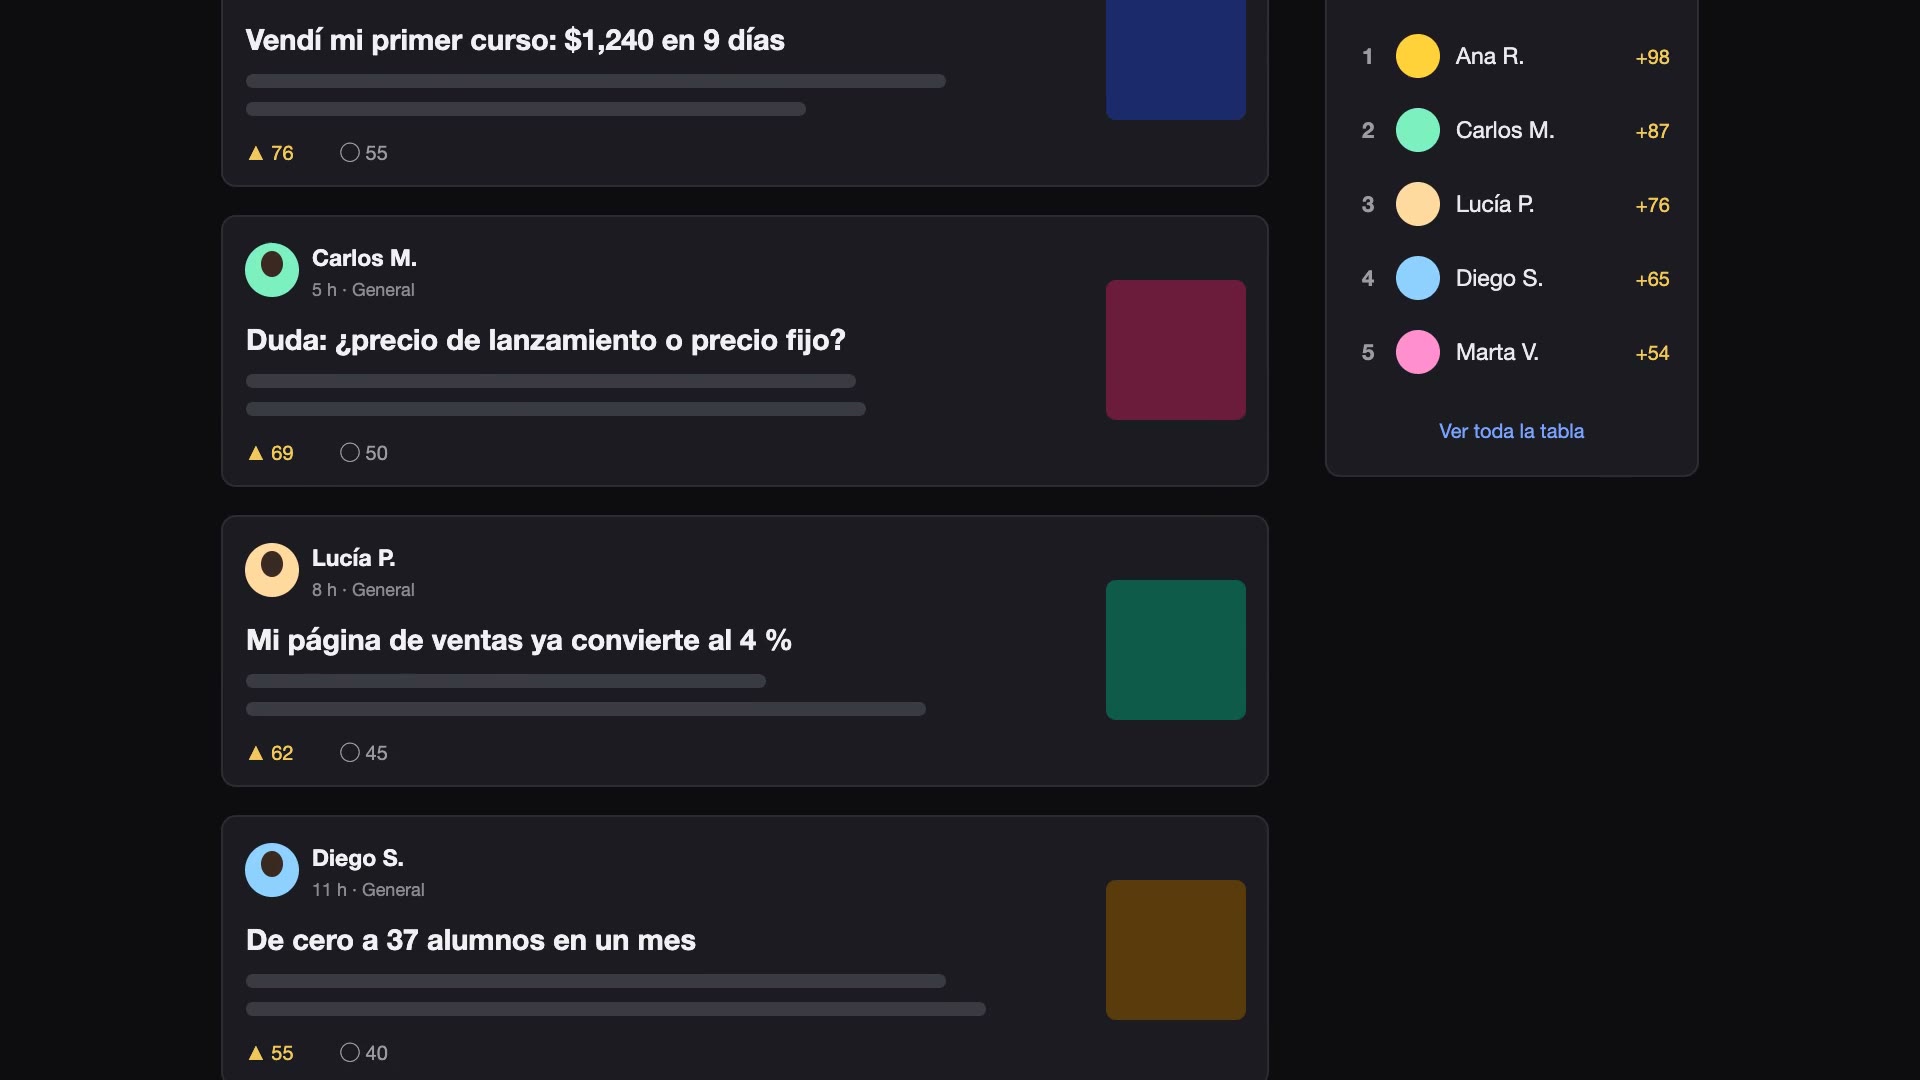 Vendí mi primer curso: $1,240 en 9 días
▲ 76 55
Carlos M.
5 h · General
Duda: ¿precio de lanzamiento o precio fijo?
▲ 69 50
Lucía P.
8 h · General
Mi página de ventas ya convierte al 4 %
▲ 62 45
Diego S.
11 h · General
De cero a 37 alumnos en un mes
▲ 55 40
1 Ana R. +98
2 Carlos M. +87
3 Lucía P. +76
4 Diego S. +65
5 Marta V. +54
Ver toda la tabla